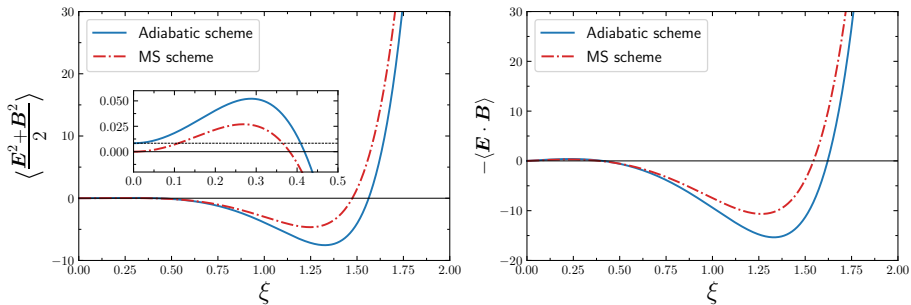 30
20
10
0
−10
0.00 0.25 0.50 0.75 1.00 1.25 1.50 1.75 2.00
ξ
⟨(E² + B²)/2⟩
Adiabatic scheme
MS scheme
0.050
0.025
0.000
0.0 0.1 0.2 0.3 0.4 0.5
30
20
10
0
−10
−20
0.00 0.25 0.50 0.75 1.00 1.25 1.50 1.75 2.00
ξ
−⟨E · B⟩
Adiabatic scheme
MS scheme